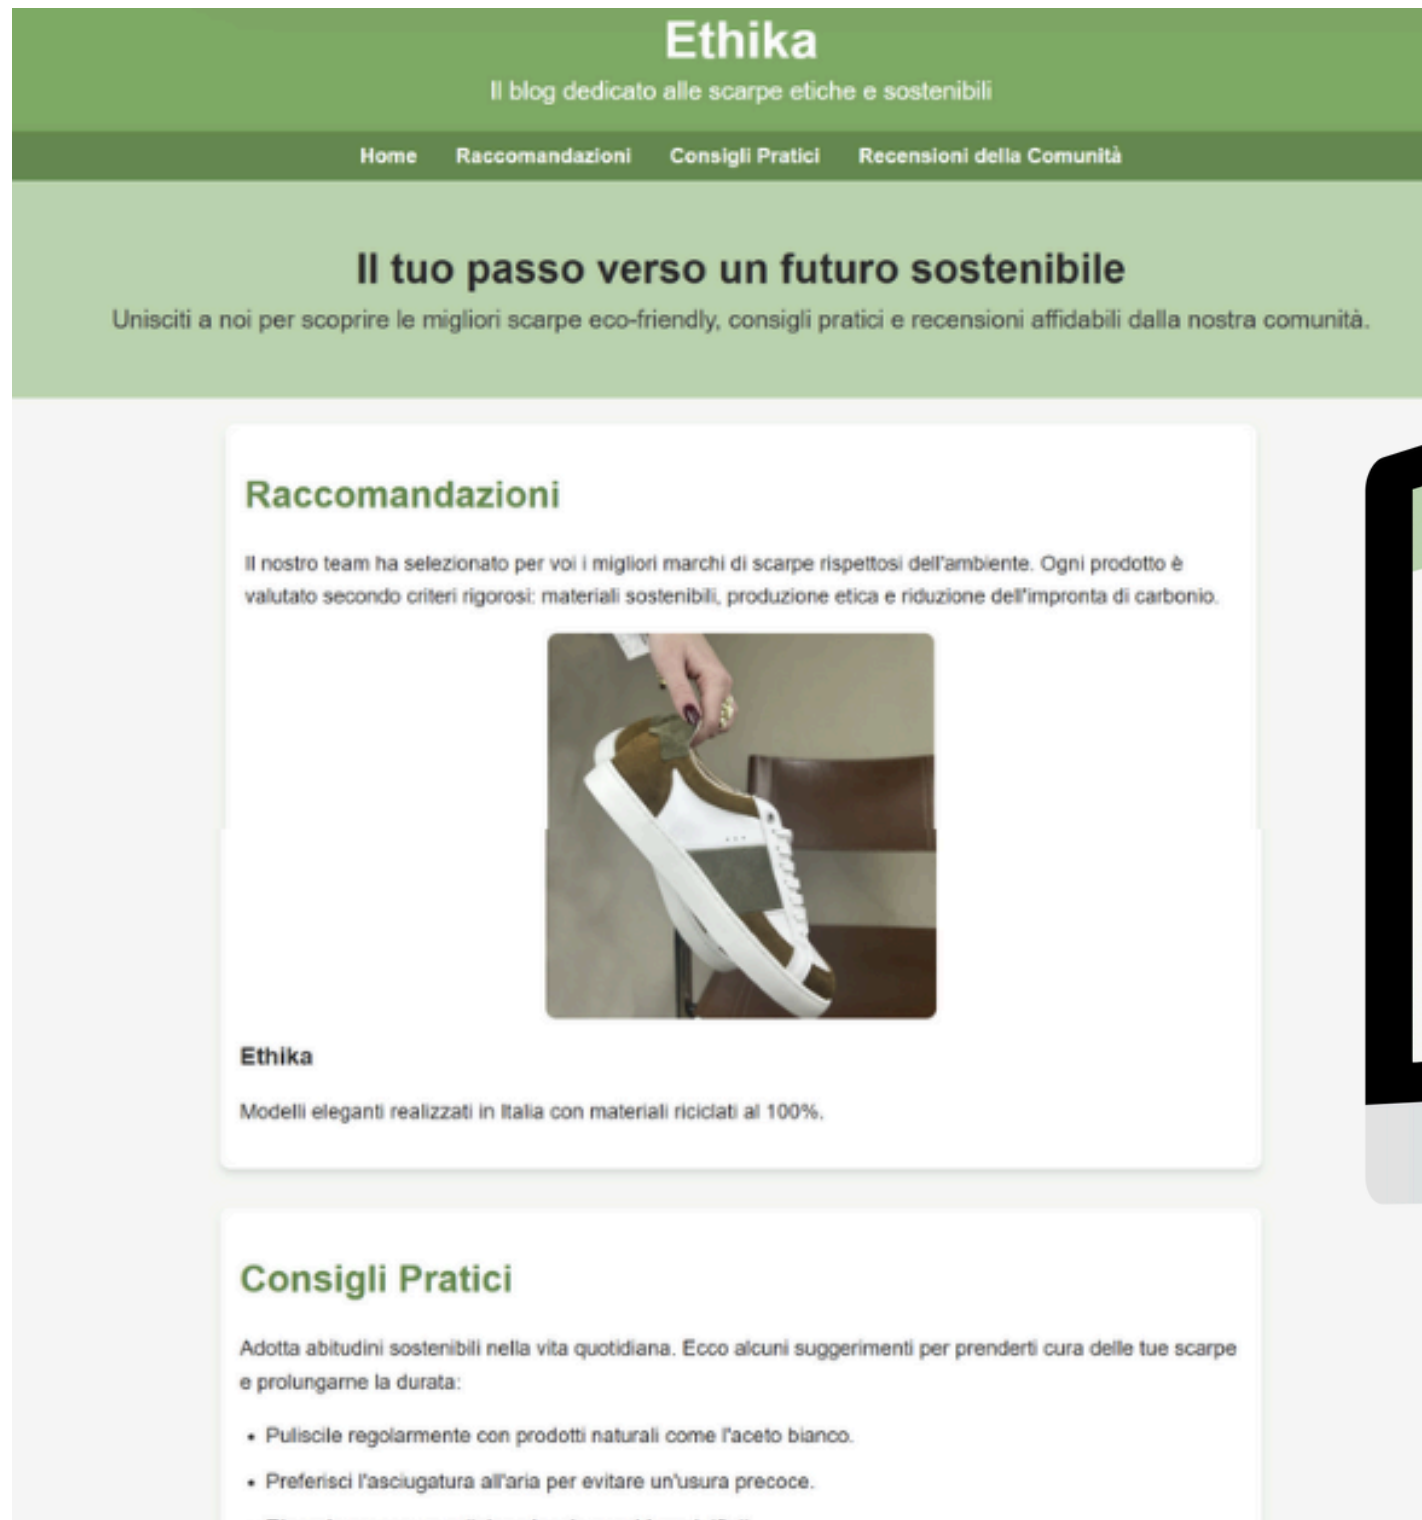 Ethika
Il blog dedicato alle scarpe etiche e sostenibili
Home Raccomandazioni Consigli Pratici Recensioni della Comunità
Il tuo passo verso un futuro sostenibile
Unisciti a noi per scoprire le migliori scarpe eco-friendly, consigli pratici e recensioni affidabili dalla nostra comunità.
Raccomandazioni
Il nostro team ha selezionato per voi i migliori marchi di scarpe rispettosi dell'ambiente. Ogni prodotto è
valutato secondo criteri rigorosi: materiali sostenibili, produzione etica e riduzione dell'impronta di carbonio.
Ethika
Modelli eleganti realizzati in Italia con materiali riciclati al 100%.
Consigli Pratici
Adotta abitudini sostenibili nella vita quotidiana. Ecco alcuni suggerimenti per prenderti cura delle tue scarpe
e prolungarne la durata:
• Puliscile regolarmente con prodotti naturali come l'aceto bianco.
• Preferisci l'asciugatura all'aria per evitare un'usura precoce.